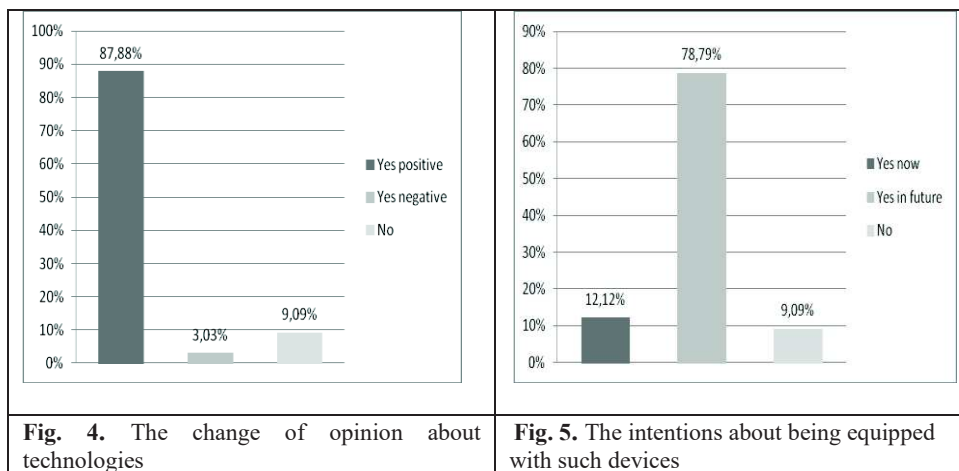 100%
90%
80%
70%
60%
50%
40%
30%
20%
10%
0%
87,88%
3,03%
9,09%
Yes positive
Yes negative
No
Fig. 4. The change of opinion about
technologies
90%
80%
70%
60%
50%
40%
30%
20%
10%
0%
12,12%
78,79%
9,09%
Yes now
Yes in future
No
Fig. 5. The intentions about being equipped
with such devices